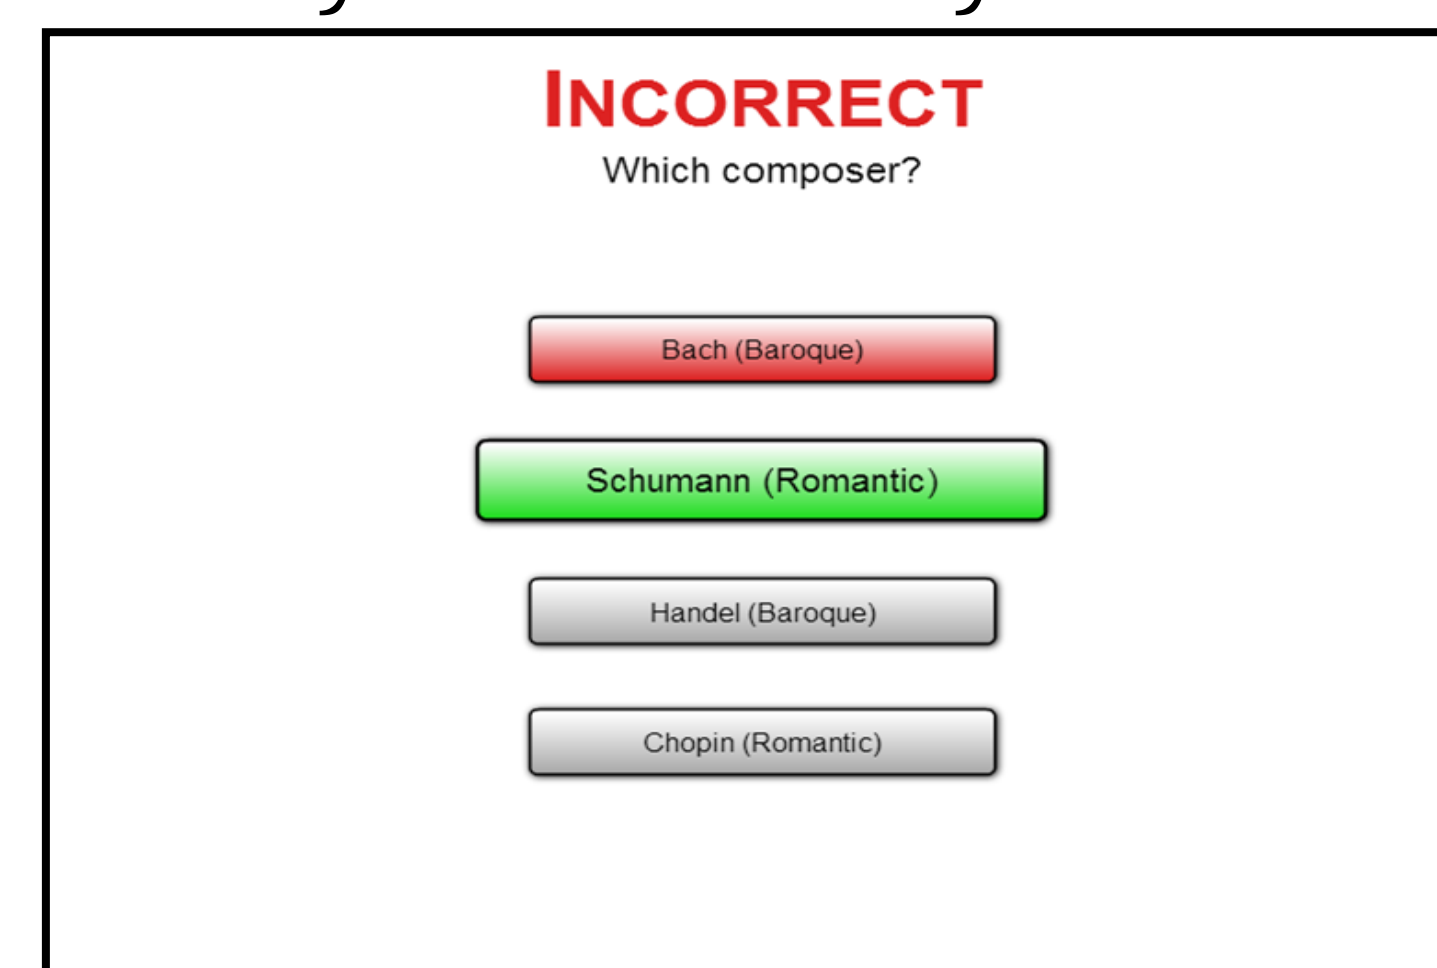 INCORRECT
Which composer?
Bach (Baroque)
Schumann (Romantic)
Handel (Baroque)
Chopin (Romantic)